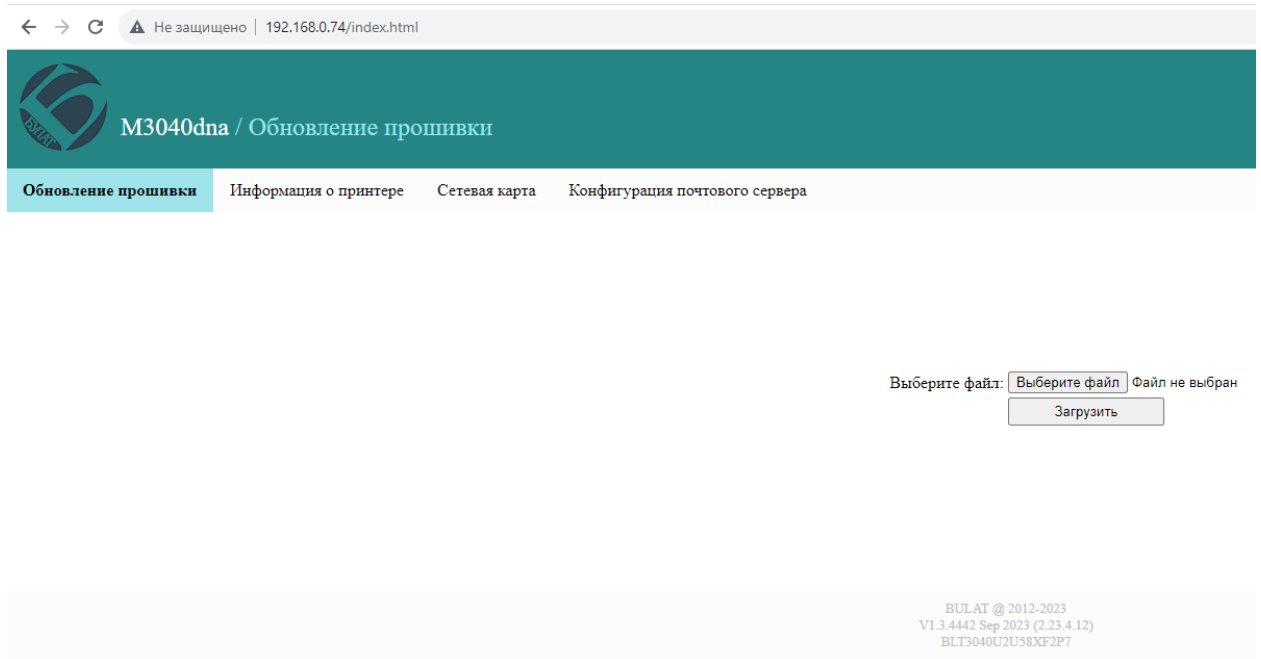 Не защищено | 192.168.0.74/index.html
БУЛАТ
M3040dna / Обновление прошивки
Обновление прошивки Информация о принтере Сетевая карта Конфигурация почтового сервера
Выберите файл: Выберите файл Файл не выбран
Загрузить
BULAT @ 2012-2023
V1.3.4442 Sep 2023 (2.23.4.12)
BLT3040U2U58XF2P7